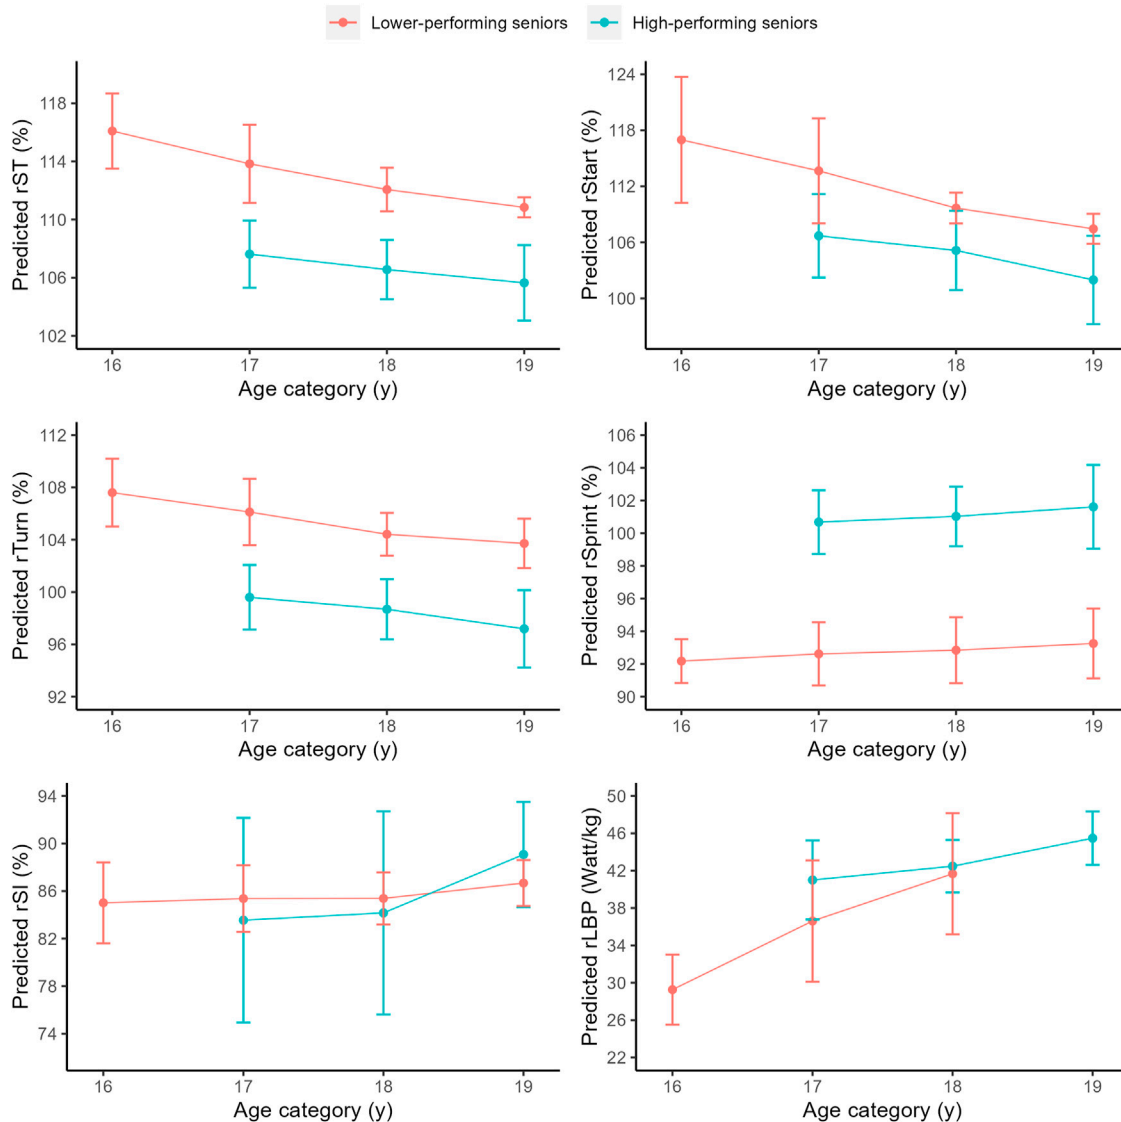 Lower-performing seniors High-performing seniors
Predicted rST (%)
118
114
110
106
102
16 17 18 19
Age category (y)
Predicted rStart (%)
124
118
112
106
100
16 17 18 19
Age category (y)
Predicted rTurn (%)
112
108
104
100
96
92
16 17 18 19
Age category (y)
Predicted rSprint (%)
106
104
102
100
98
96
94
92
90
16 17 18 19
Age category (y)
Predicted rSI (%)
94
90
86
82
78
74
16 17 18 19
Age category (y)
Predicted rLBP (Watt/kg)
50
46
42
38
34
30
26
22
16 17 18 19
Age category (y)